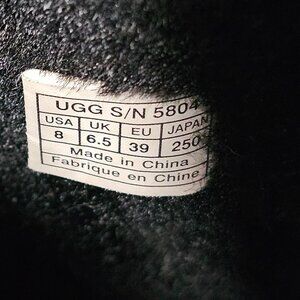 UGG S/N 5804
USA UK EU JAPAN
8 6.5 39 250
Made in China
Fabrique en Chine